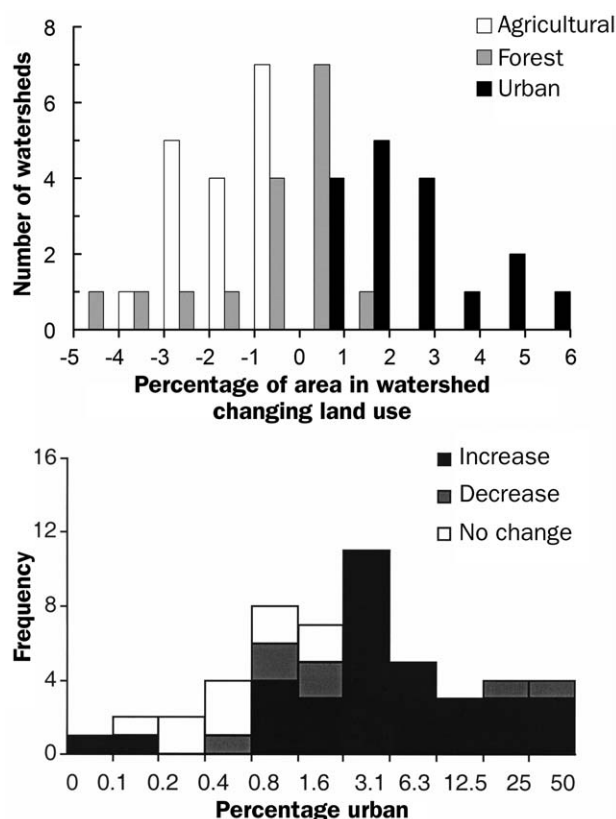 8
6
4
2
0
Number of watersheds
Agricultural
Forest
Urban
-5 -4 -3 -2 -1 0 1 2 3 4 5 6
Percentage of area in watershed
changing land use
16
12
8
4
0
Frequency
Increase
Decrease
No change
0 0.1 0.2 0.4 0.8 1.6 3.1 6.3 12.5 25 50
Percentage urban